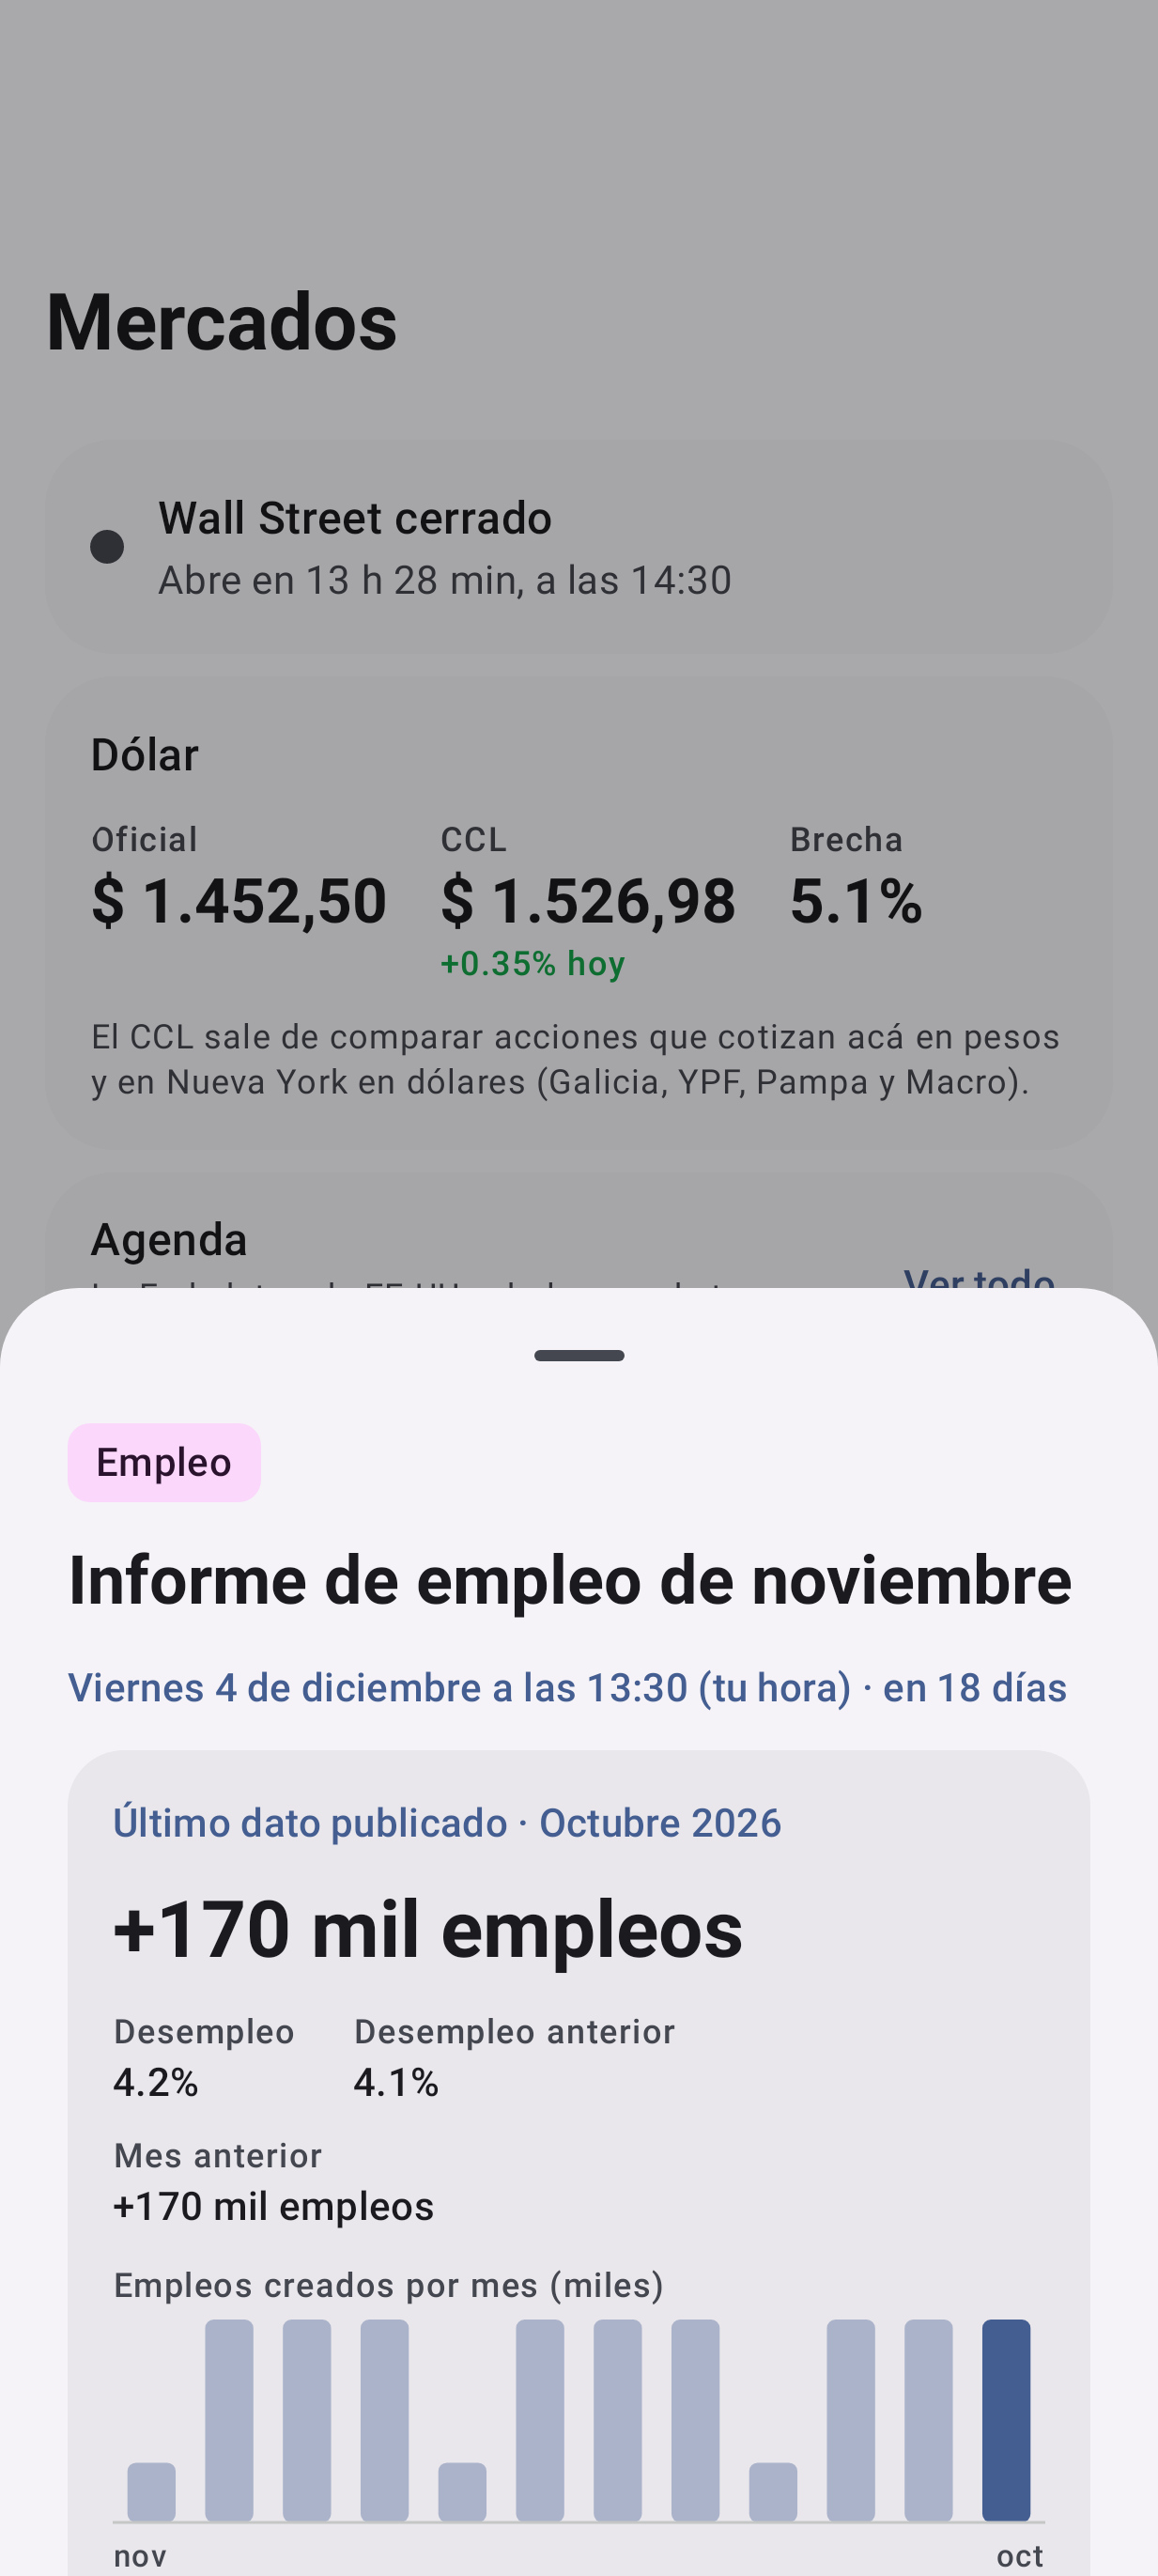 Mercados
Wall Street cerrado
Abre en 13 h 28 min, a las 14:30
Dólar
Oficial
$ 1.452,50
CCL
$ 1.526,98
+0.35% hoy
Brecha
5.1%
El CCL sale de comparar acciones que cotizan acá en pesos
y en Nueva York en dólares (Galicia, YPF, Pampa y Macro).
Agenda
Ver todo
Empleo
Informe de empleo de noviembre
Viernes 4 de diciembre a las 13:30 (tu hora) · en 18 días
Último dato publicado · Octubre 2026
+170 mil empleos
Desempleo
4.2%
Desempleo anterior
4.1%
Mes anterior
+170 mil empleos
Empleos creados por mes (miles)
nov
oct